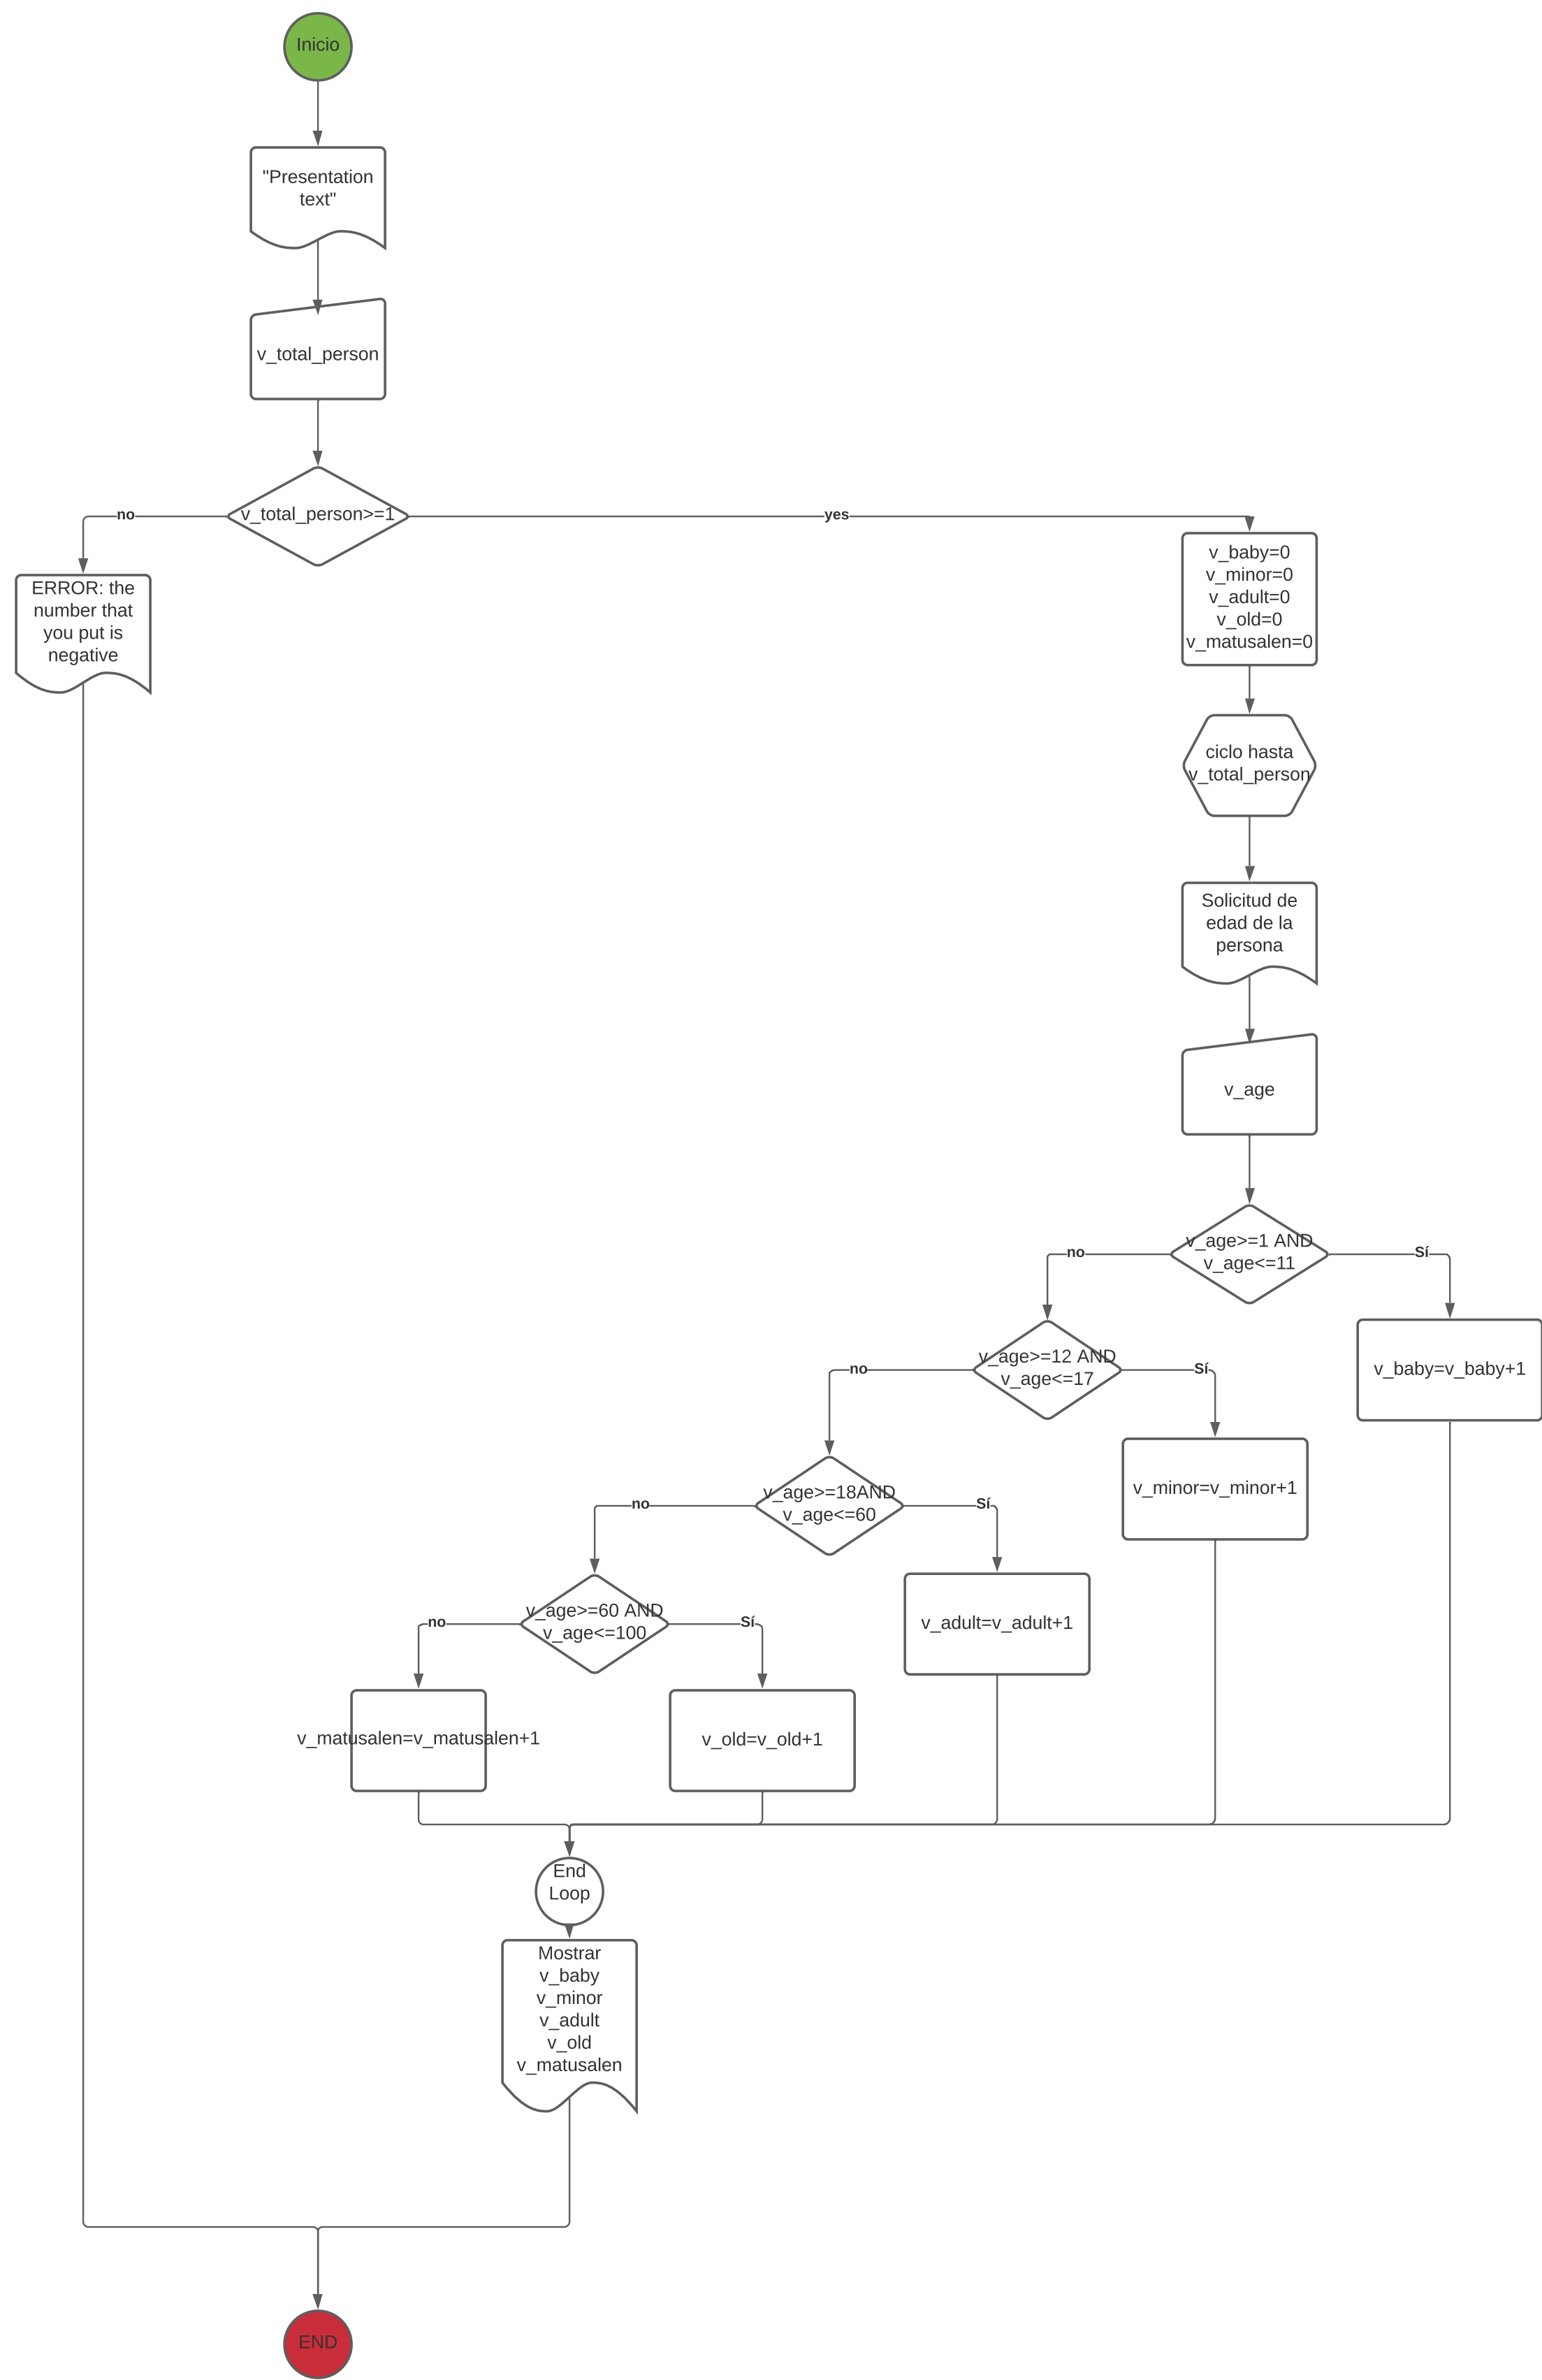 Inicio
"Presentation
text"
v_total_person
v_total_person>=1
no
yes
ERROR: the
number that
you put is
negative
v_baby=0
v_minor=0
v_adult=0
v_old=0
v_matusalen=0
ciclo hasta
v_total_person
Solicitud de
edad de la
persona
v_age
v_age>=1 AND
v_age<=11
no
Sí
v_baby=v_baby+1
v_age>=12 AND
v_age<=17
no
Sí
v_minor=v_minor+1
v_age>=18AND
v_age<=60
no
Sí
v_adult=v_adult+1
v_age>=60 AND
v_age<=100
no
Sí
v_matusalen=v_matusalen+1
v_old=v_old+1
End
Loop
Mostrar
v_baby
v_minor
v_adult
v_old
v_matusalen
END